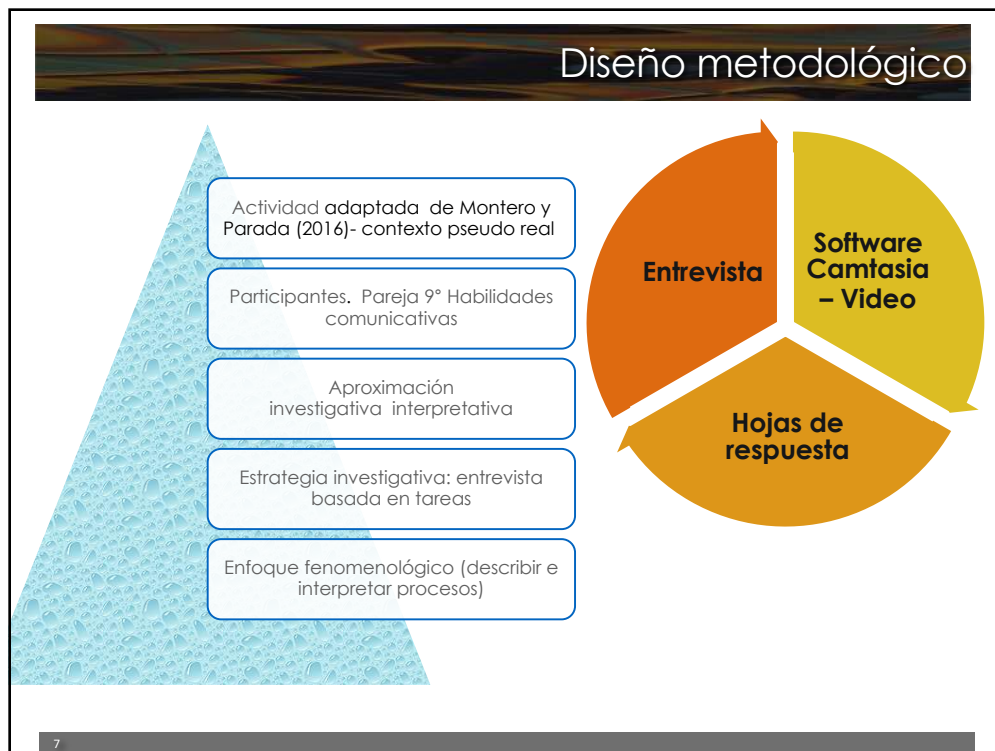 Diseño metodológico
Actividad adaptada de Montero y
Parada (2016)- contexto pseudo real
Participantes. Pareja 9° Habilidades
comunicativas
Aproximación
investigativa interpretativa
Estrategia investigativa: entrevista
basada en tareas
Enfoque fenomenológico (describir e
interpretar procesos)
Entrevista
Software
Camtasia
– Video
Hojas de
respuesta
7